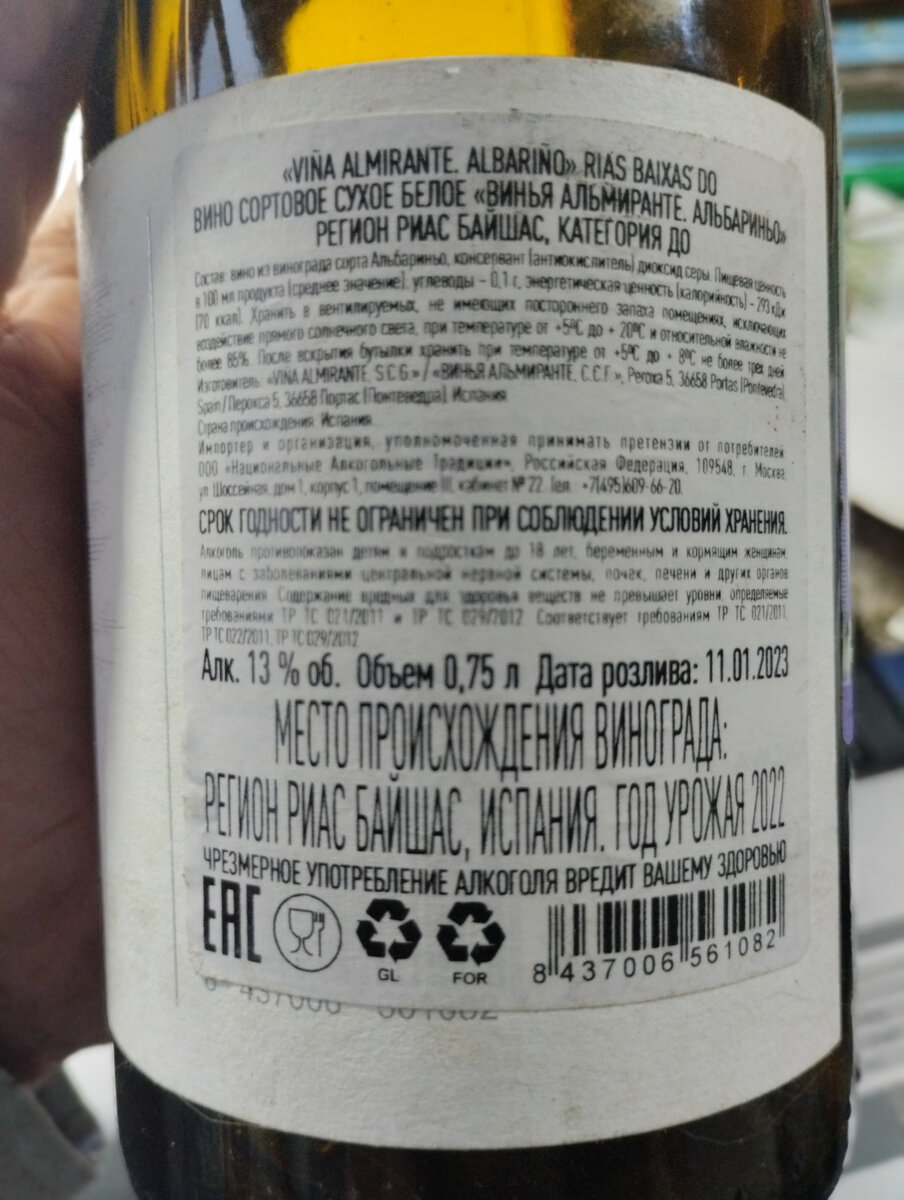 «VIÑA ALMIRANTE. ALBARIÑO» RIAS BAIXAS DO
ВИНО СОРТОВОЕ СУХОЕ БЕЛОЕ «ВИНЬЯ АЛЬМИРАНТЕ. АЛЬБАРИНЬО»
РЕГИОН РИАС БАЙШАС, КАТЕГОРИЯ ДО
Состав: вино из винограда сорта Альбариньо, консервант (антиокислитель) диоксид серы. Пищевая ценность
в 100 мл продукта (среднее значение): углеводы – 0,1 г, энергетическая ценность (калорийность) – 293 кДж
(70 ккал). Хранить в вентилируемых, не имеющих постороннего запаха помещениях, исключающих
воздействие прямого солнечного света, при температуре от +5ºC до + 20ºC и относительной влажности не
более 85%. После вскрытия бутылки хранить при температуре от +5ºC до + 8ºC не более трех дней
Изготовитель: «VIÑA ALMIRANTE, S.C.G.» / «ВИНЬЯ АЛЬМИРАНТЕ, С.С.Г.», Peroxa 5, 36658 Portas (Pontevedra),
Spain / Перокса 5, 36658 Портас (Понтеведра), Испания
Страна происхождения: Испания
Импортер и организация, уполномоченная принимать претензии от потребителей:
ООО «Национальные Алкогольные Традиции», Российская Федерация, 109548, г. Москва,
ул. Шоссейная, дом 1, корпус 1, помещение III, кабинет № 22. Тел.: +7(495)609-66-20.
СРОК ГОДНОСТИ НЕ ОГРАНИЧЕН ПРИ СОБЛЮДЕНИИ УСЛОВИЙ ХРАНЕНИЯ.
Алкоголь противопоказан детям и подросткам до 18 лет, беременным и кормящим женщинам,
лицам с заболеваниями центральной нервной системы, почек, печени и других органов
пищеварения. Содержание вредных для здоровья веществ не превышает уровни, определяемые
требованиями ТР ТС 021/2011 и ТР ТС 029/2012. Соответствует требованиям ТР ТС 021/2011,
ТР ТС 022/2011, ТР ТС 029/2012
Алк. 13 % об. Объем 0,75 л Дата розлива: 11.01.2023
МЕСТО ПРОИСХОЖДЕНИЯ ВИНОГРАДА:
РЕГИОН РИАС БАЙШАС, ИСПАНИЯ. ГОД УРОЖАЯ 2022
ЧРЕЗМЕРНОЕ УПОТРЕБЛЕНИЕ АЛКОГОЛЯ ВРЕДИТ ВАШЕМУ ЗДОРОВЬЮ
EAC
GL
FOR
8 437006 561082